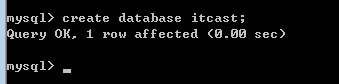 mysql> create database itcast;
Query OK, 1 row affected (0.00 sec)
mysql> _